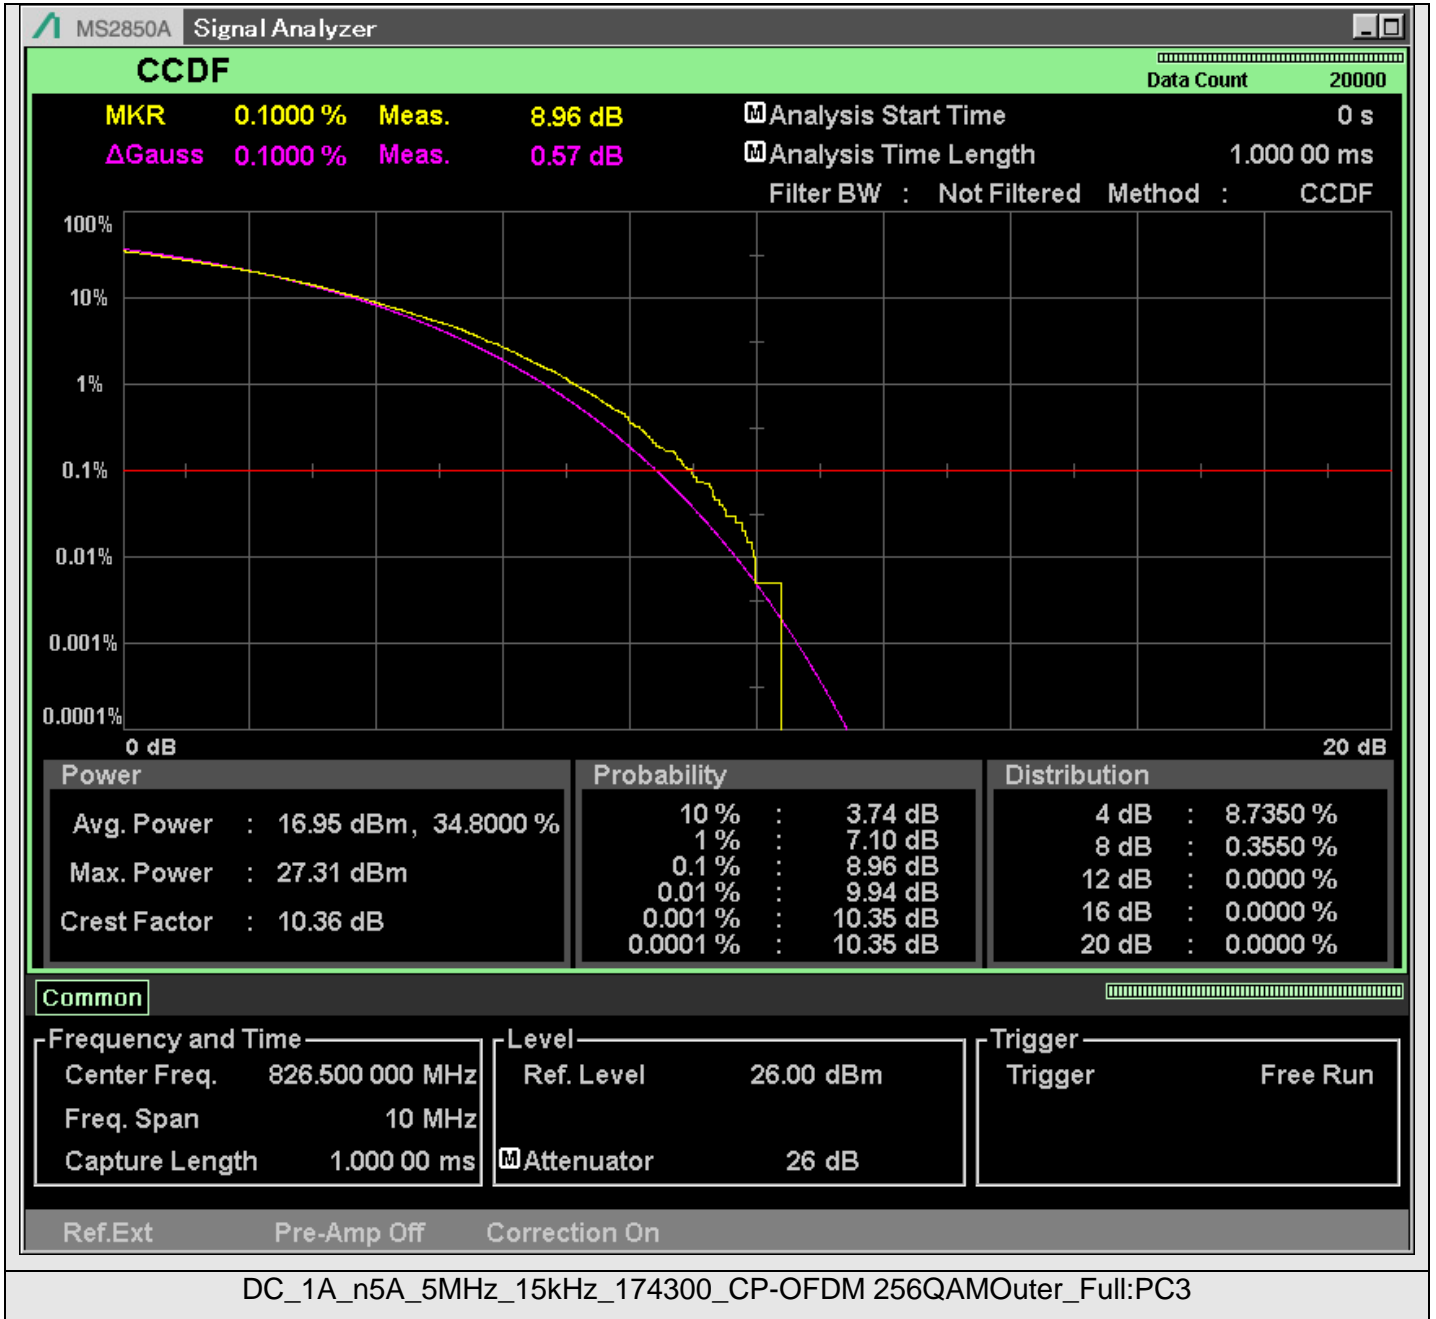 MS2850A Signal Analyzer
CCDF
Data Count 20000
MKR 0.1000 % Meas. 8.96 dB
M Analysis Start Time 0 s
ΔGauss 0.1000 % Meas. 0.57 dB
M Analysis Time Length 1.000 00 ms
Filter BW : Not Filtered Method : CCDF
100%
10%
1%
0.1%
0.01%
0.001%
0.0001%
0 dB 20 dB
Power
Avg. Power : 16.95 dBm, 34.8000 %
Max. Power : 27.31 dBm
Crest Factor : 10.36 dB
Probability
10 % : 3.74 dB
1 % : 7.10 dB
0.1 % : 8.96 dB
0.01 % : 9.94 dB
0.001 % : 10.35 dB
0.0001 % : 10.35 dB
Distribution
4 dB : 8.7350 %
8 dB : 0.3550 %
12 dB : 0.0000 %
16 dB : 0.0000 %
20 dB : 0.0000 %
Common
Frequency and Time
Center Freq. 826.500 000 MHz
Freq. Span 10 MHz
Capture Length 1.000 00 ms
Level
Ref. Level 26.00 dBm
M Attenuator 26 dB
Trigger
Trigger Free Run
Ref.Ext Pre-Amp Off Correction On
DC_1A_n5A_5MHz_15kHz_174300_CP-OFDM 256QAMOuter_Full:PC3